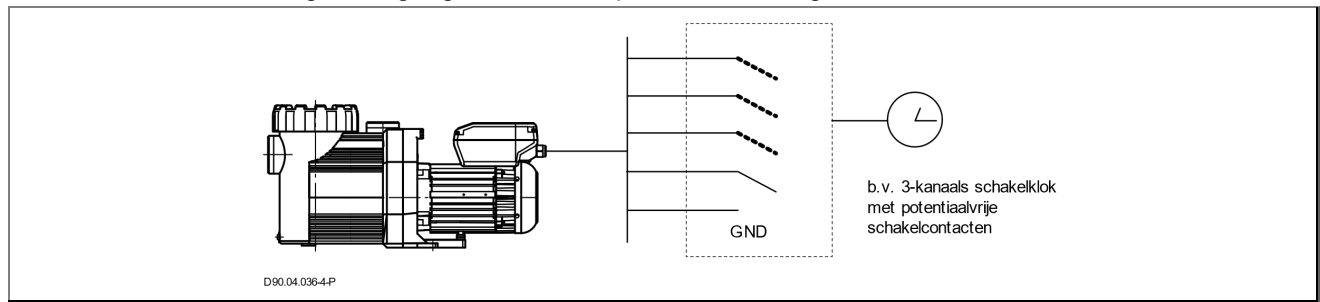 b.v. 3-kanaals schakelklok
met potentiaalvrije
schakelcontacten
GND
D90.04.036-4-P